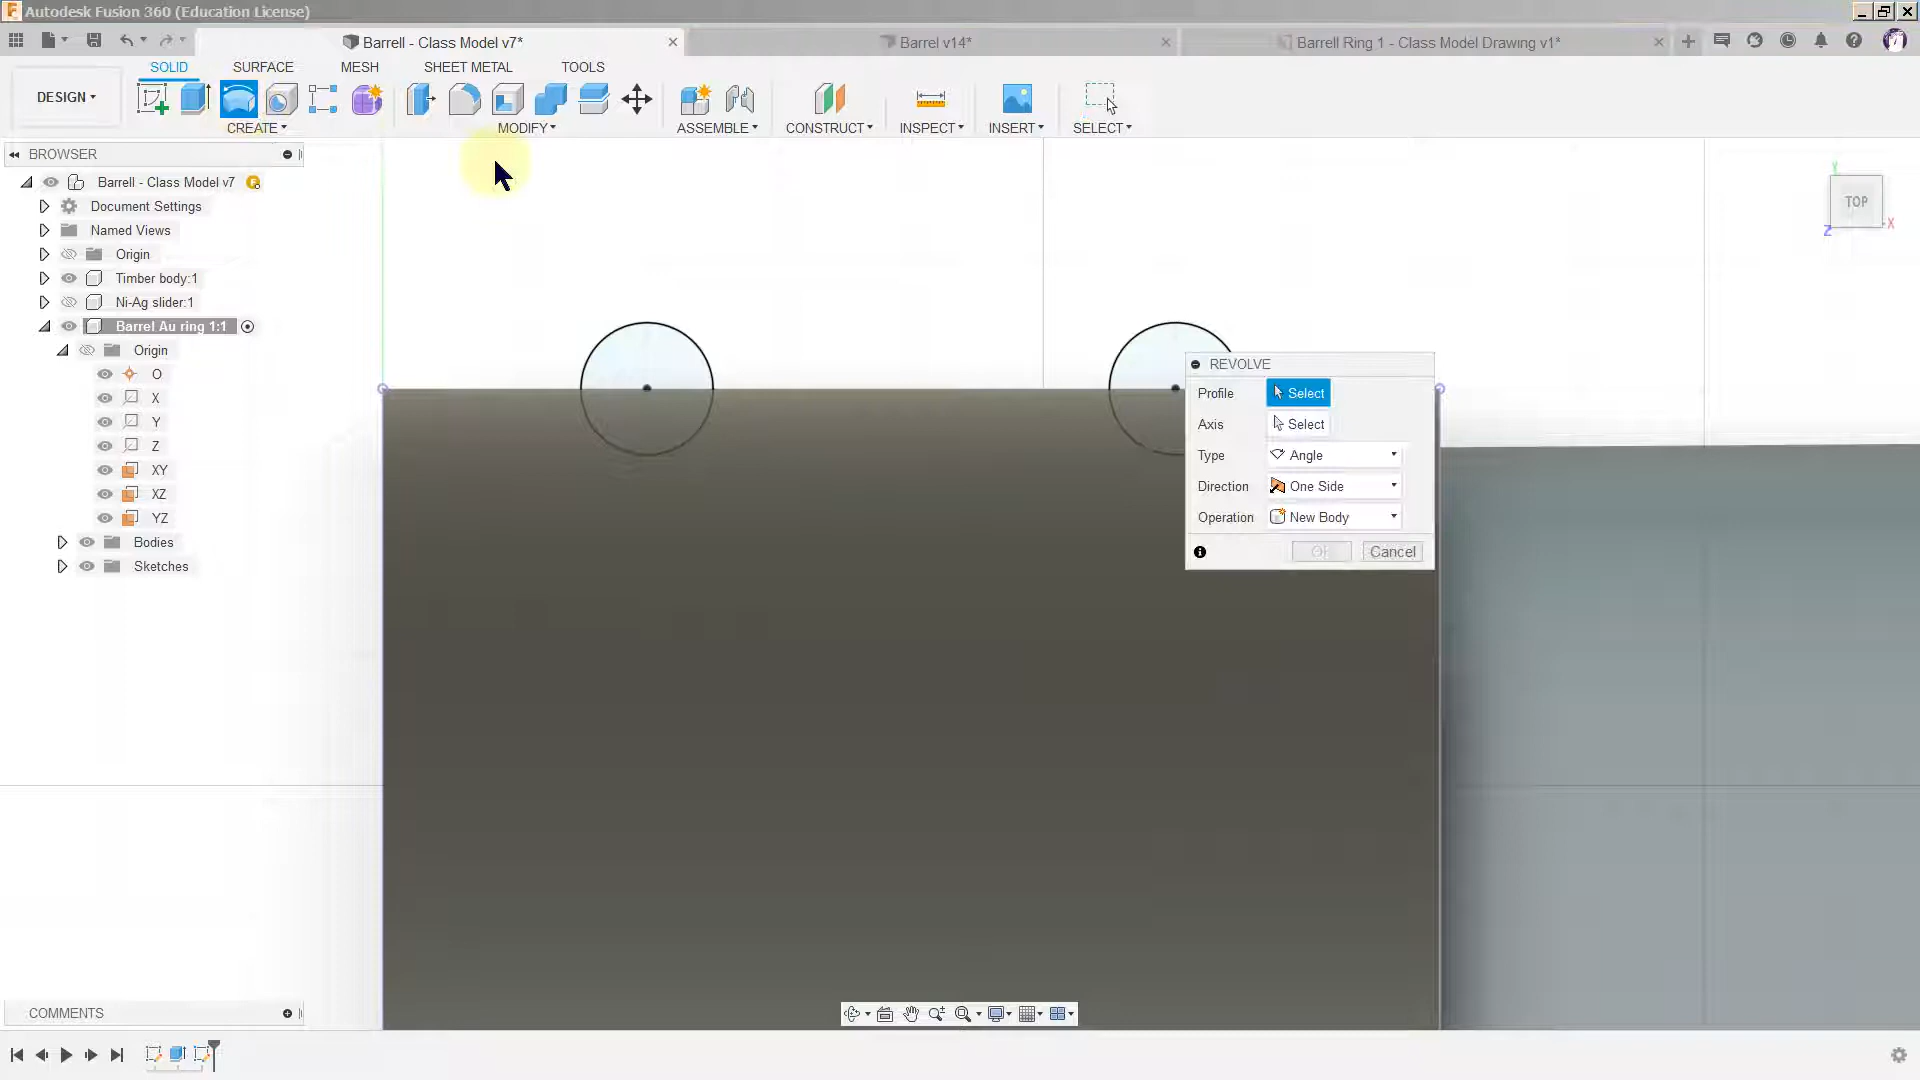 Autodesk Fusion 360 (Education License)
Barrell - Class Model v7*
Barrel v14*
Barrell Ring 1 - Class Model Drawing v1*
SOLID
SURFACE
MESH
SHEET METAL
TOOLS
DESIGN
CREATE
MODIFY
ASSEMBLE
CONSTRUCT
INSPECT
INSERT
SELECT
BROWSER
Barrell - Class Model v7
Document Settings
Named Views
Origin
Timber body:1
Ni-Ag slider:1
Barrel Au ring 1:1
Origin
O
X
Y
Z
XY
XZ
YZ
Bodies
Sketches
Y
TOP
X
Z
REVOLVE
Profile Select
Axis Select
Type Angle
Direction One Side
Operation New Body
OK Cancel
COMMENTS